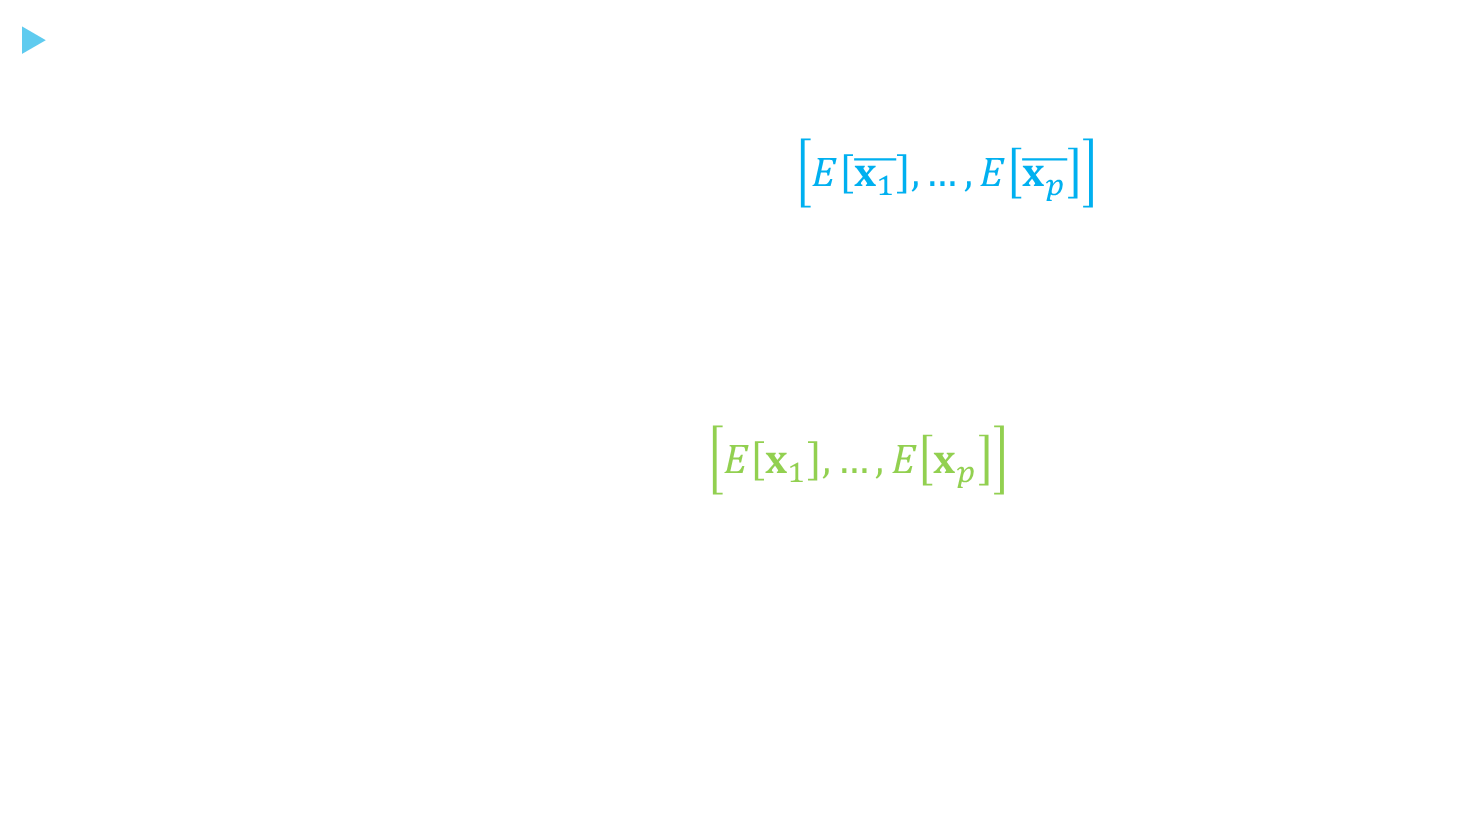 [E[x̅₁̅], … , E[x̅ₚ̅]]
[E[x₁], … , E[xₚ]]